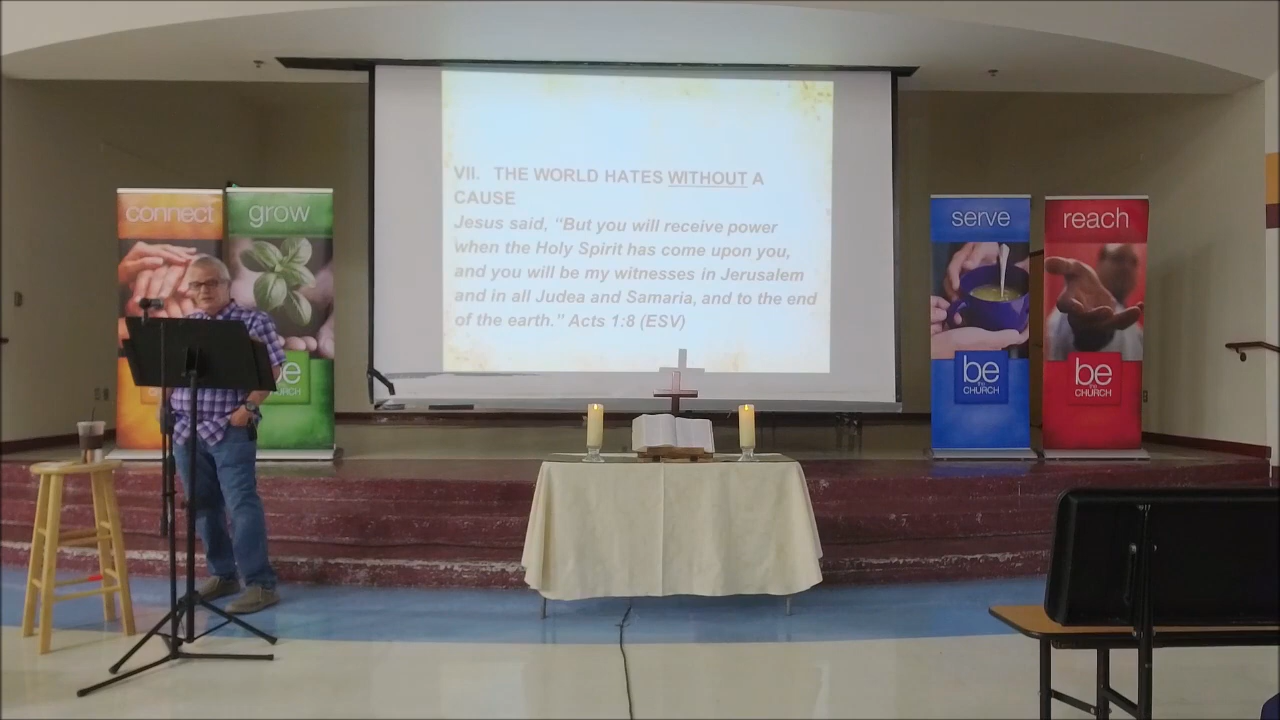 VII. THE WORLD HATES WITHOUT A
CAUSE
Jesus said, “But you will receive power
when the Holy Spirit has come upon you,
and you will be my witnesses in Jerusalem
and in all Judea and Samaria, and to the end
of the earth.” Acts 1:8 (ESV)
connect
grow
be
CHURCH
serve
be
the
CHURCH
reach
be
the
CHURCH